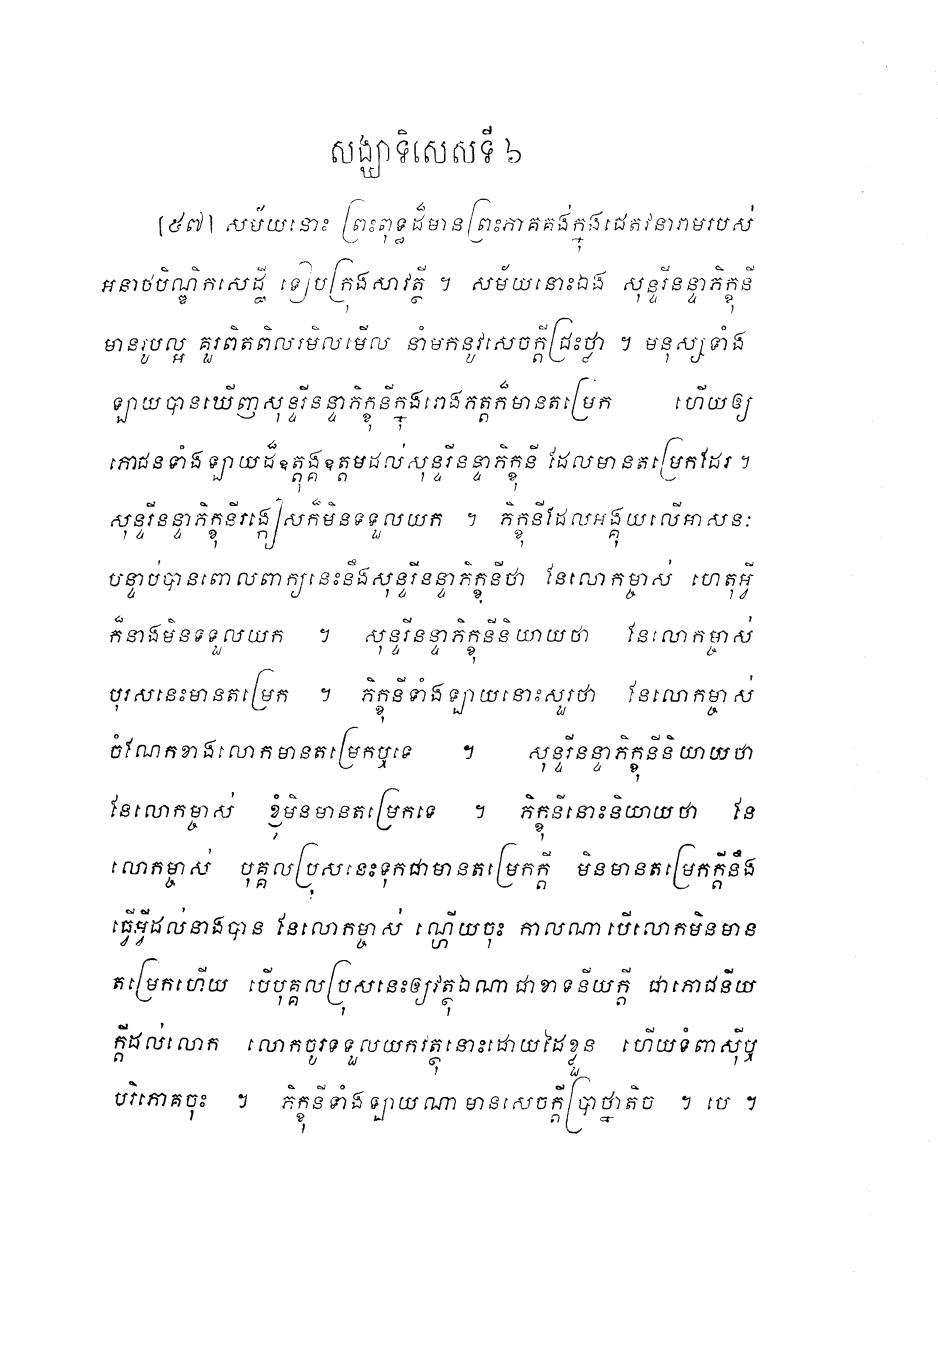 សង្ឃាទិសេសទី ៦
[៥៧] សម័យនោះ ព្រះពុទ្ធដ៏មានព្រះភាគគង់ក្នុងជេតវនារាមរបស់
អនាថបិណ្ឌិកសេដ្ឋី ទៀបក្រុងសាវត្ថី ។ សម័យនោះឯង សុន្ទរីនន្ទាភិក្ខុនី
មានរូបល្អ គួរពិតពិលរមិលមើល នាំមកនូវសេចក្តីជ្រះថ្លា ។ មនុស្សទាំង
ឡាយបានឃើញសុន្ទរីនន្ទាភិក្ខុនីក្នុងរោងភត្តក៏មានតម្រេក ហើយឲ្យ
ភោជនទាំងឡាយដ៏ឧត្តុង្គឧត្តមដល់សុន្ទរីនន្ទាភិក្ខុនី ដែលមានតម្រេកដែរ ។
សុន្ទរីនន្ទាភិក្ខុនីរង្កៀសក៏មិនទទួលយក ។ ភិក្ខុនីដែលអង្គុយលើអាសនៈ
បន្ទាប់បានពោលពាក្យនេះនឹងសុន្ទរីនន្ទាភិក្ខុនីថា នែលោកម្ចាស់ ហេតុអ្វី
ក៏នាងមិនទទួលយក ។ សុន្ទរីនន្ទាភិក្ខុនីនិយាយថា នែលោកម្ចាស់
បុរសនេះមានតម្រេក ។ ភិក្ខុនីទាំងឡាយនោះសួរថា នែលោកម្ចាស់
ចំណែកខាងលោកមានតម្រេកឬទេ ។ សុន្ទរីនន្ទាភិក្ខុនីនិយាយថា
នែលោកម្ចាស់ ខ្ញុំមិនមានតម្រេកទេ ។ ភិក្ខុនីនោះនិយាយថា នែ
លោកម្ចាស់ បុគ្គលប្រុសនេះទុកជាមានតម្រេកក្តី មិនមានតម្រេកក្តីនឹង
ធ្វើអ្វីដល់នាងបាន នែលោកម្ចាស់ ណ្ហើយចុះ កាលណាបើលោកមិនមាន
តម្រេកហើយ បើបុគ្គលប្រុសនេះឲ្យវត្ថុឯណាជាខាទនីយក្តី ជាភោជនីយ
ក្តីដល់លោក លោកចូរទទួលយកវត្ថុនោះដោយដៃខ្លួន ហើយទំពាស៊ីឬ
បរិភោគចុះ ។ ភិក្ខុនីទាំងឡាយណាមានសេចក្តីប្រាថ្នាតិច ។ បេ ។